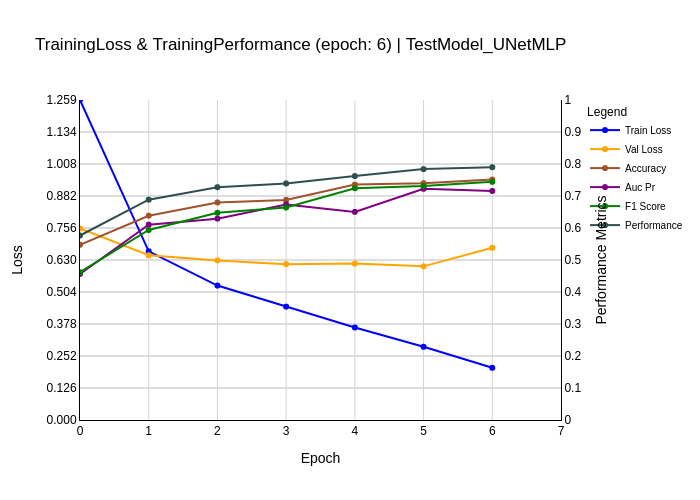 TrainingLoss & TrainingPerformance (epoch: 6) | TestModel_UNetMLP
1.259
1.134
1.008
0.882
0.756
0.630
0.504
0.378
0.252
0.126
0.000
Loss
0
1
2
3
4
5
6
7
Epoch
1
0.9
0.8
0.7
0.6
0.5
0.4
0.3
0.2
0.1
0
Performance Metrics
Legend
Train Loss
Val Loss
Accuracy
Auc Pr
F1 Score
Performance